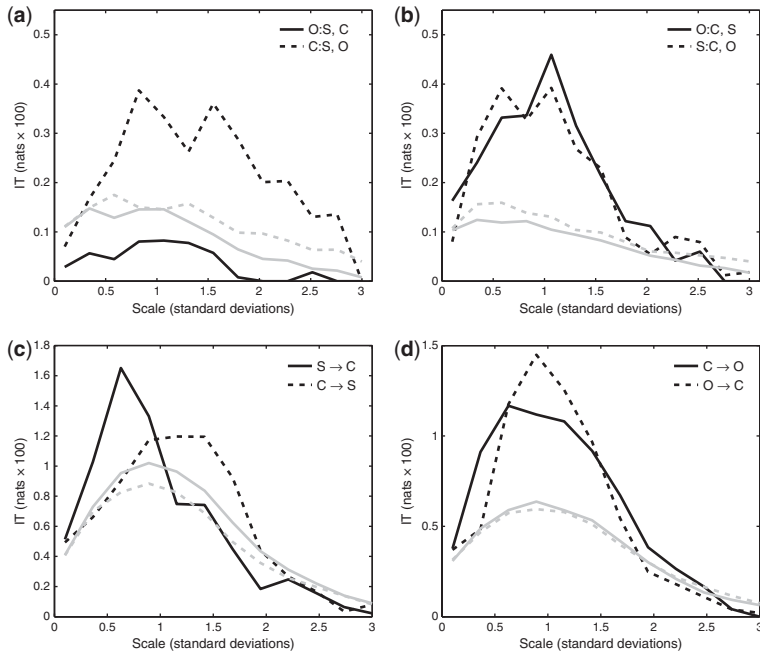 (a)
O:S, C
C:S, O
IT (nats × 100)
0.5
0.4
0.3
0.2
0.1
0
0 0.5 1 1.5 2 2.5 3
Scale (standard deviations)
(b)
O:C, S
S:C, O
IT (nats × 100)
0.5
0.4
0.3
0.2
0.1
0
0 0.5 1 1.5 2 2.5 3
Scale (standard deviations)
(c)
S → C
C → S
IT (nats × 100)
1.8
1.6
1.4
1.2
1
0.8
0.6
0.4
0.2
0
0 0.5 1 1.5 2 2.5 3
Scale (standard deviations)
(d)
C → O
O → C
IT (nats × 100)
1.5
1
0.5
0
0 0.5 1 1.5 2 2.5 3
Scale (standard deviations)